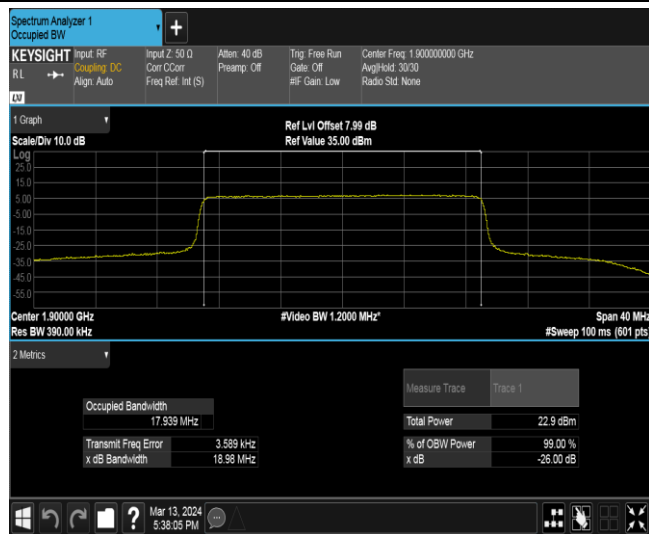 Spectrum Analyzer 1
Occupied BW
+
KEYSIGHT Input: RF Input Z: 50 Ω Atten: 40 dB Trig: Free Run Center Freq: 1.900000000 GHz
RL Coupling: DC Corr CCorr Preamp: Off Gate: Off Avg|Hold: 30/30
Align: Auto Freq Ref: Int (S) #IF Gain: Low Radio Std: None
LXI
1 Graph
Ref Lvl Offset 7.99 dB
Scale/Div 10.0 dB Ref Value 35.00 dBm
Log
25.0
15.0
5.00
-5.00
-15.0
-25.0
-35.0
-45.0
-55.0
Center 1.90000 GHz #Video BW 1.2000 MHz* Span 40 MHz
Res BW 390.00 kHz #Sweep 100 ms (601 pts)
2 Metrics
Measure Trace Trace 1
Occupied Bandwidth
17.939 MHz Total Power 22.9 dBm
Transmit Freq Error 3.589 kHz % of OBW Power 99.00 %
x dB Bandwidth 18.98 MHz x dB -26.00 dB
? Mar 13, 2024
5:38:05 PM